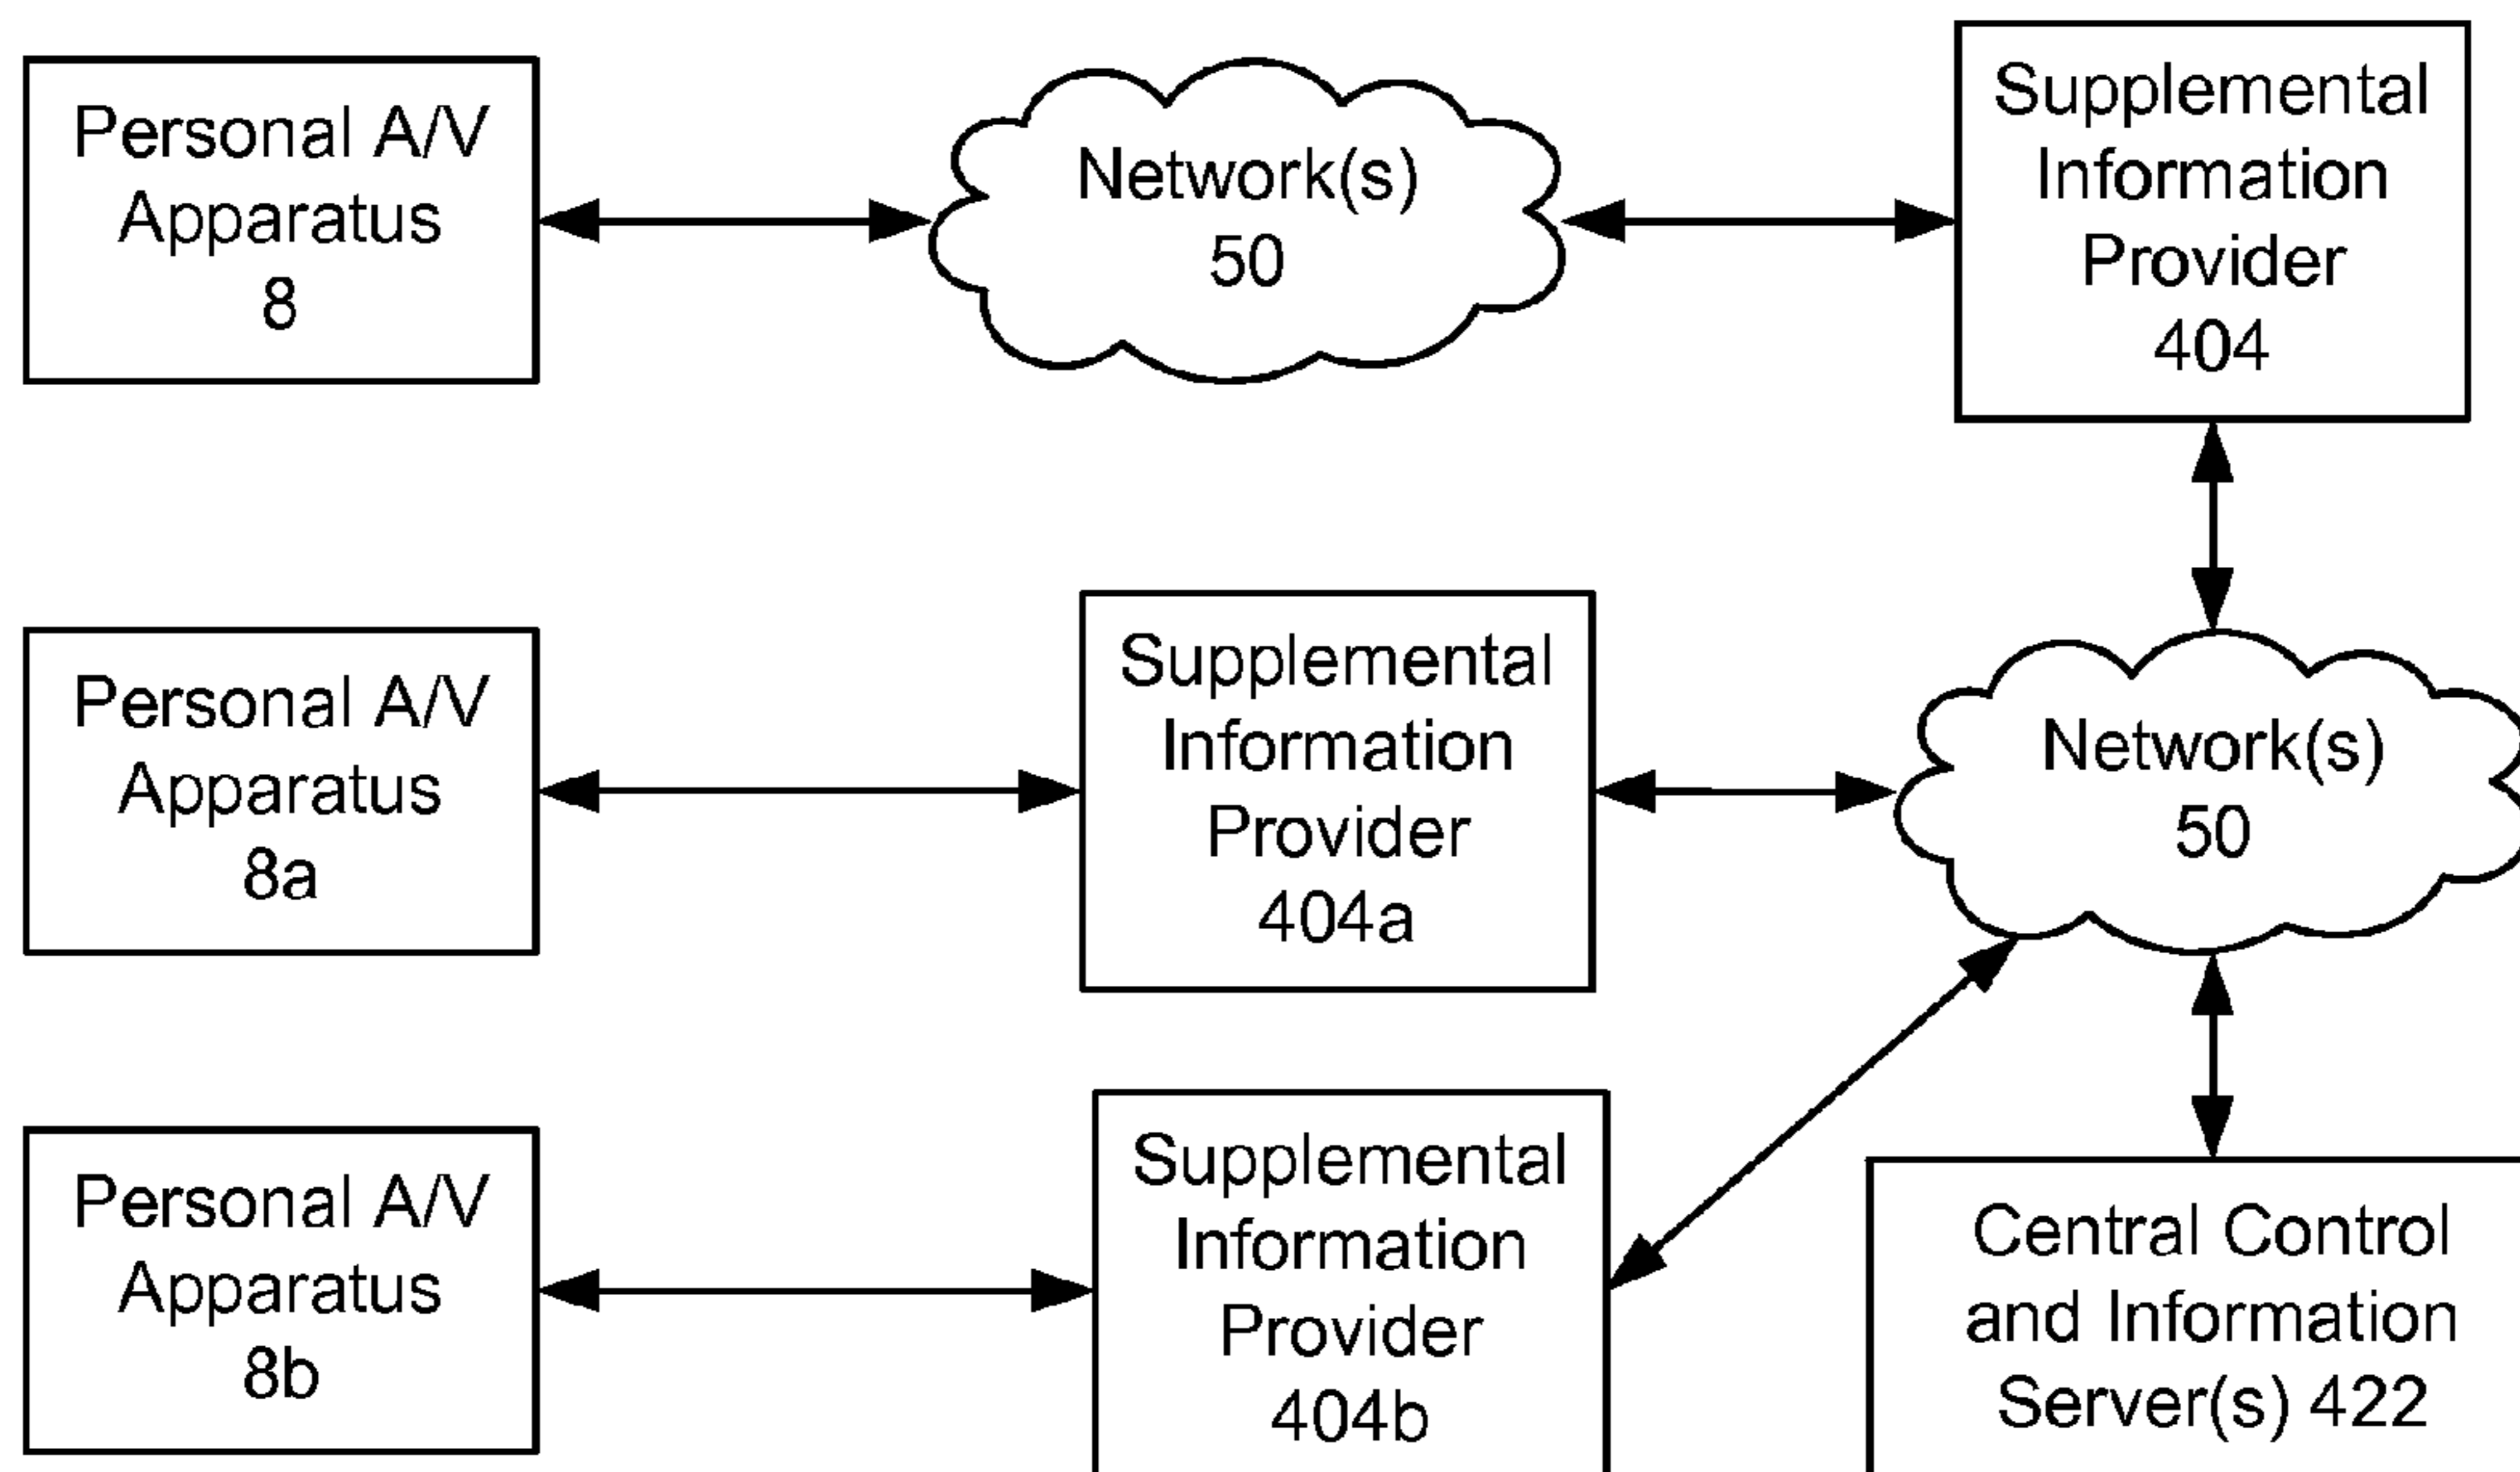 Personal A/V
Apparatus
8
Network(s)
50
Supplemental
Information
Provider
404
Personal A/V
Apparatus
8a
Supplemental
Information
Provider
404a
Network(s)
50
Personal A/V
Apparatus
8b
Supplemental
Information
Provider
404b
Central Control
and Information
Server(s) 422